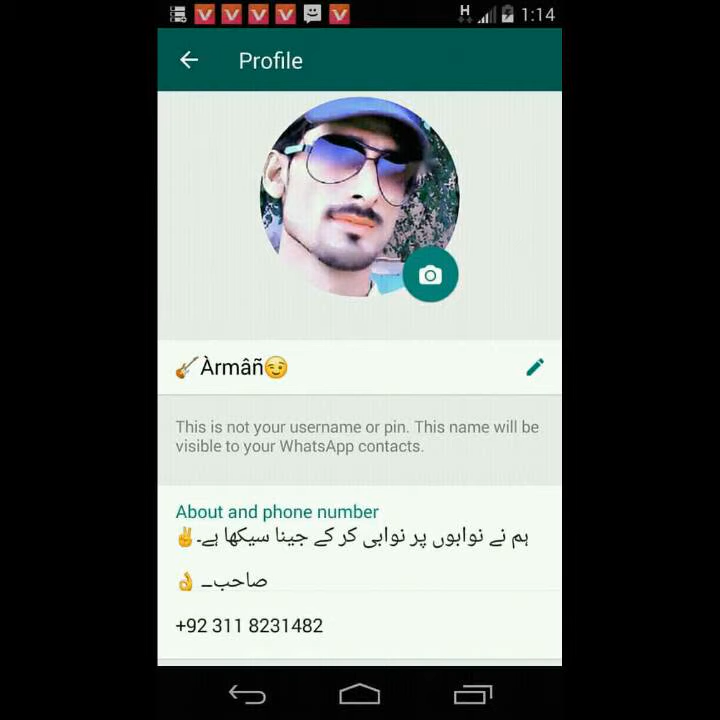 H 1:14
Profile
🎸Àrmâñ😉
This is not your username or pin. This name will be
visible to your WhatsApp contacts.
About and phone number
ہم نے نوابوں پر نوابی کر کے جینا سیکھا ہے۔✌
صاحب__ 👌
+92 311 8231482